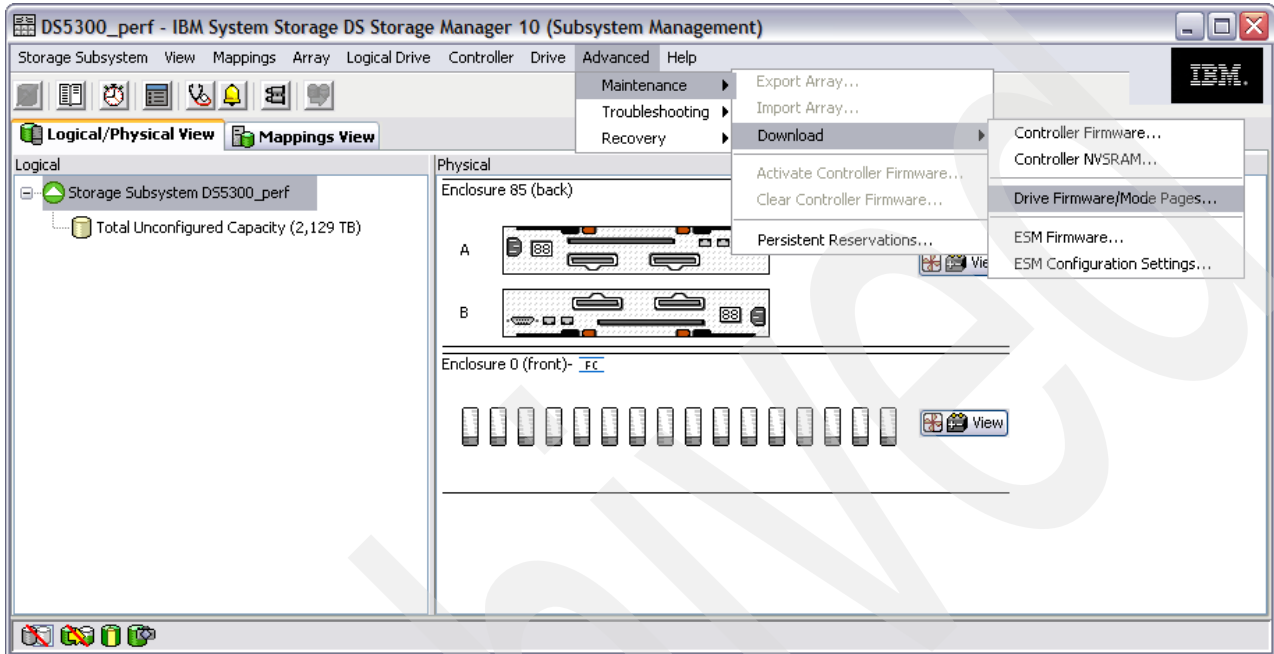 DS5300_perf - IBM System Storage DS Storage Manager 10 (Subsystem Management)
Storage Subsystem View Mappings Array Logical Drive Controller Drive Advanced Help
IBM.
Maintenance
Troubleshooting
Recovery
Export Array...
Import Array...
Download
Activate Controller Firmware...
Clear Controller Firmware...
Persistent Reservations...
Controller Firmware...
Controller NVSRAM...
Drive Firmware/Mode Pages...
ESM Firmware...
ESM Configuration Settings...
Logical/Physical View Mappings View
Logical
Storage Subsystem DS5300_perf
Total Unconfigured Capacity (2,129 TB)
Physical
Enclosure 85 (back)
A
88
Vie
B
88
Enclosure 0 (front)- FC
View